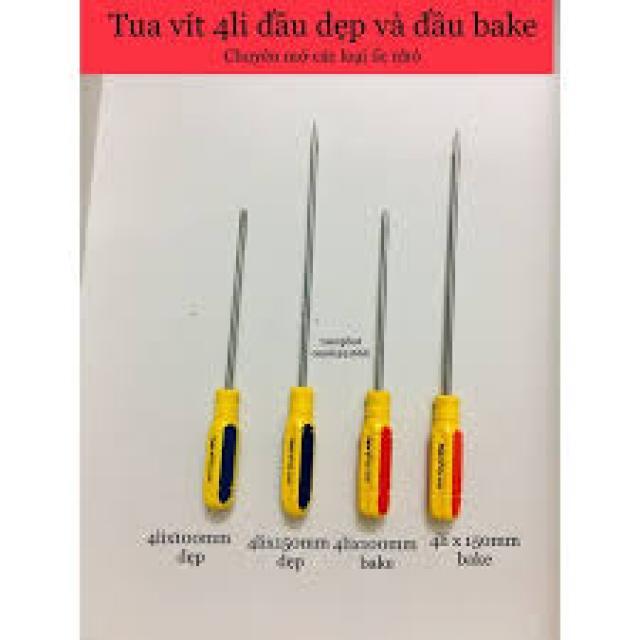 Tua vít 4li đầu dẹp và đầu bake
Chuyên mở các loại ốc nhỏ
4lix100mm
dẹp
4lix150mm
dẹp
4lix100mm
bake
4li x 150mm
bake